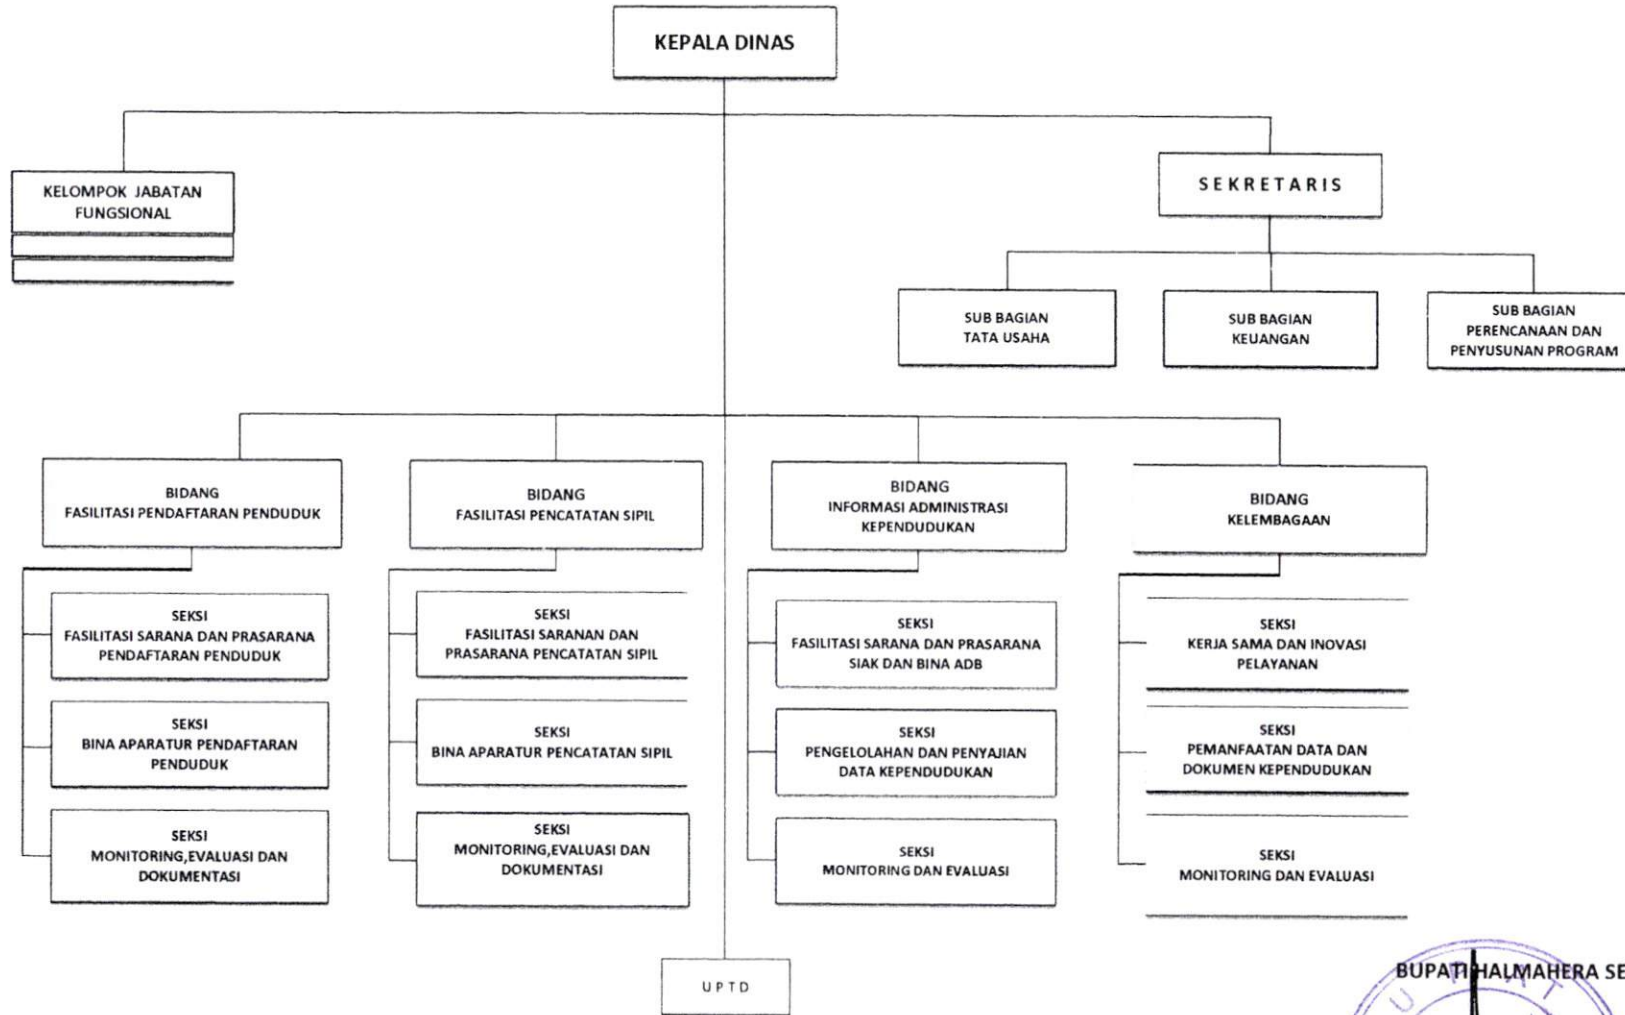 KEPALA DINAS
KELOMPOK JABATAN
FUNGSIONAL
SEKRETARIS
SUB BAGIAN
TATA USAHA
SUB BAGIAN
KEUANGAN
SUB BAGIAN
PERENCANAAN DAN
PENYUSUNAN PROGRAM
BIDANG
FASILITASI PENDAFTARAN PENDUDUK
BIDANG
FASILITASI PENCATATAN SIPIL
BIDANG
INFORMASI ADMINISTRASI
KEPENDUDUKAN
BIDANG
KELEMBAGAAN
SEKSI
FASILITASI SARANA DAN PRASARANA
PENDAFTARAN PENDUDUK
SEKSI
FASILITASI SARANAN DAN
PRASARANA PENCATATAN SIPIL
SEKSI
FASILITASI SARANA DAN PRASARANA
SIAK DAN BINA ADB
SEKSI
KERJA SAMA DAN INOVASI
PELAYANAN
SEKSI
BINA APARATUR PENDAFTARAN
PENDUDUK
SEKSI
BINA APARATUR PENCATATAN SIPIL
SEKSI
PENGELOLAHAN DAN PENYAJIAN
DATA KEPENDUDUKAN
SEKSI
PEMANFAATAN DATA DAN
DOKUMEN KEPENDUDUKAN
SEKSI
MONITORING,EVALUASI DAN
DOKUMENTASI
SEKSI
MONITORING,EVALUASI DAN
DOKUMENTASI
SEKSI
MONITORING DAN EVALUASI
SEKSI
MONITORING DAN EVALUASI
UPTD
BUPATI HALMAHERA SE